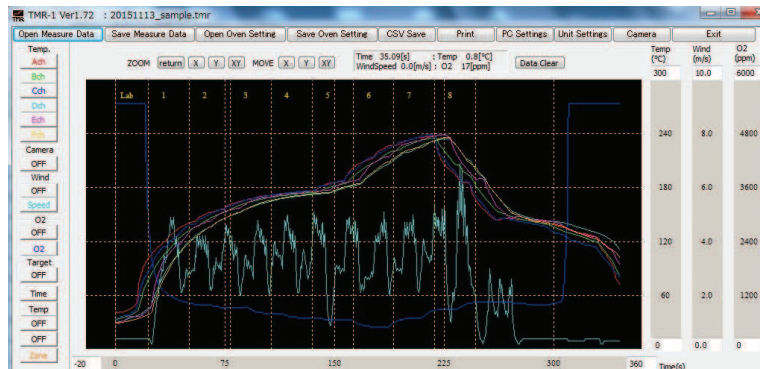 TMR-1 Ver1.72 : 20151113_sample.tmr
Open Measure Data Save Measure Data Open Oven Setting Save Oven Setting CSV Save Print PC Settings Unit Settings Camera Exit
Temp.
Ach
Bch
Cch
Dch
Ech
Fch
Camera
OFF
Wind
OFF
Speed
O2
OFF
O2
Target
OFF
Time
Temp
OFF
OFF
Zone
ZOOM return X Y XY MOVE X Y XY
Time 35.09[s] : Temp 0.8[℃]
WindSpeed 0.0[m/s] : O2 17[ppm]
Data Clear
Lab 1 2 3 4 5 6 7 8
Temp Wind O2
(℃) (m/s) (ppm)
300 10.0 6000
240 8.0 4800
180 6.0 3600
120 4.0 2400
60 2.0 1200
0 0.0 0
-20 0 75 150 225 300 360 Time(s)